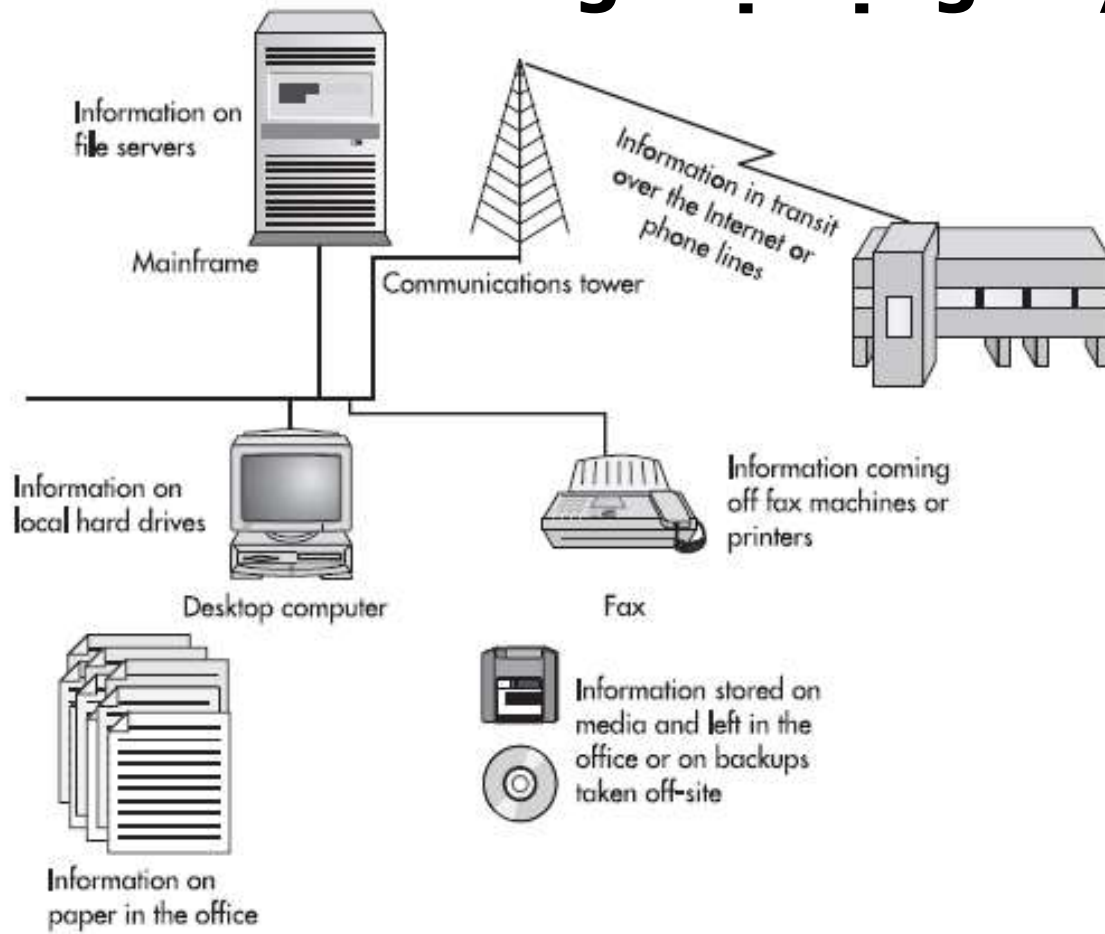 Information on
file servers
Mainframe
Communications tower
Information in transit
over the Internet or
phone lines
Information on
local hard drives
Desktop computer
Information coming
off fax machines or
printers
Fax
Information stored on
media and left in the
office or on backups
taken off-site
Information on
paper in the office